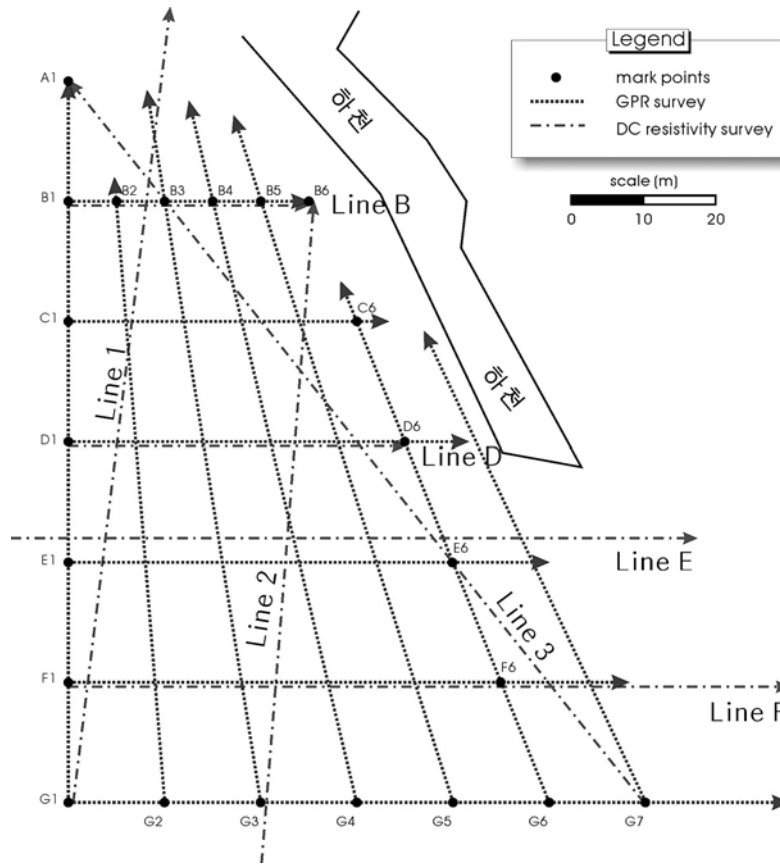 Legend
mark points
GPR survey
DC resistivity survey
scale (m)
0 10 20
하천
하천
A1
B1 B2 B3 B4 B5 B6 Line B
C1 C6
Line 1
D1 D6 Line D
E1 E6 Line E
Line 2
Line 3
F1 F6 Line F
G1 G2 G3 G4 G5 G6 G7